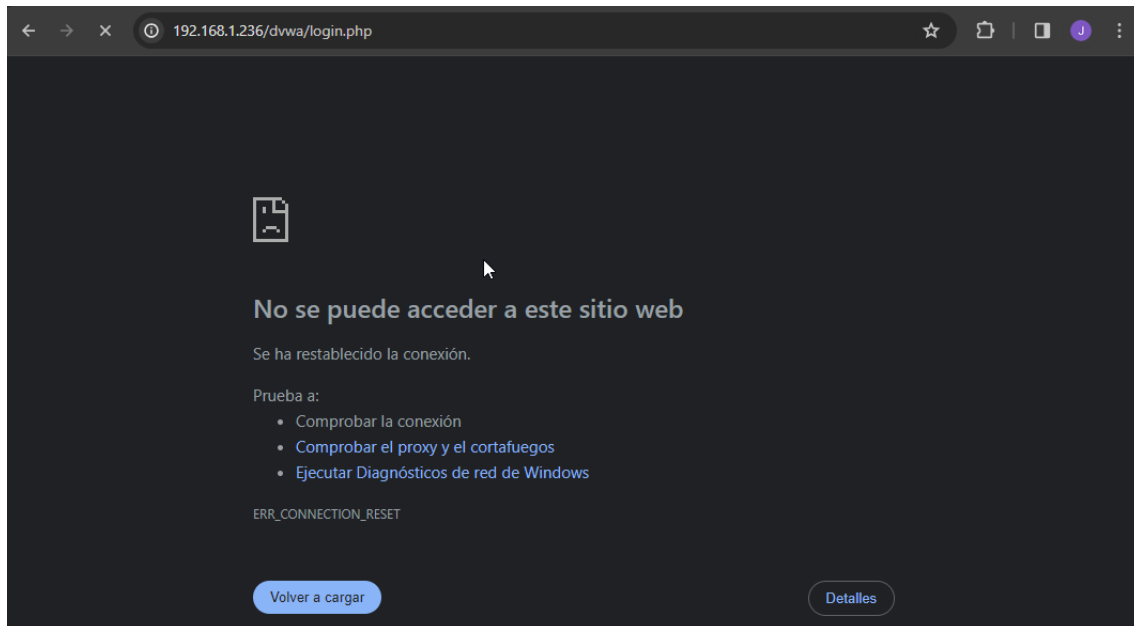 192.168.1.236/dvwa/login.php
J
No se puede acceder a este sitio web
Se ha restablecido la conexión.
Prueba a:
• Comprobar la conexión
• Comprobar el proxy y el cortafuegos
• Ejecutar Diagnósticos de red de Windows
ERR_CONNECTION_RESET
Volver a cargar
Detalles